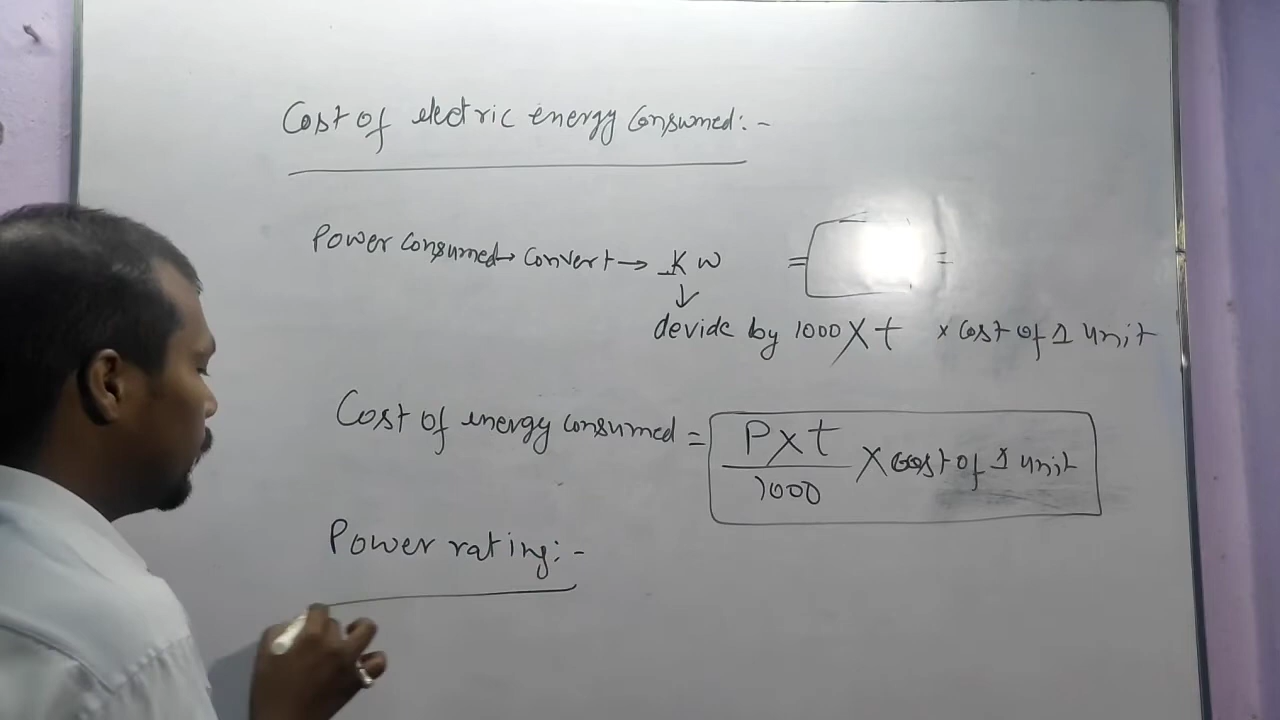 Cost of electric energy Consumed: -
Power consumed → Convert → KW
↓
devide by 1000 X t x cost of 1 unit
Cost of energy consumed = P x t / 1000 X cost of 1 unit
Power rating: -